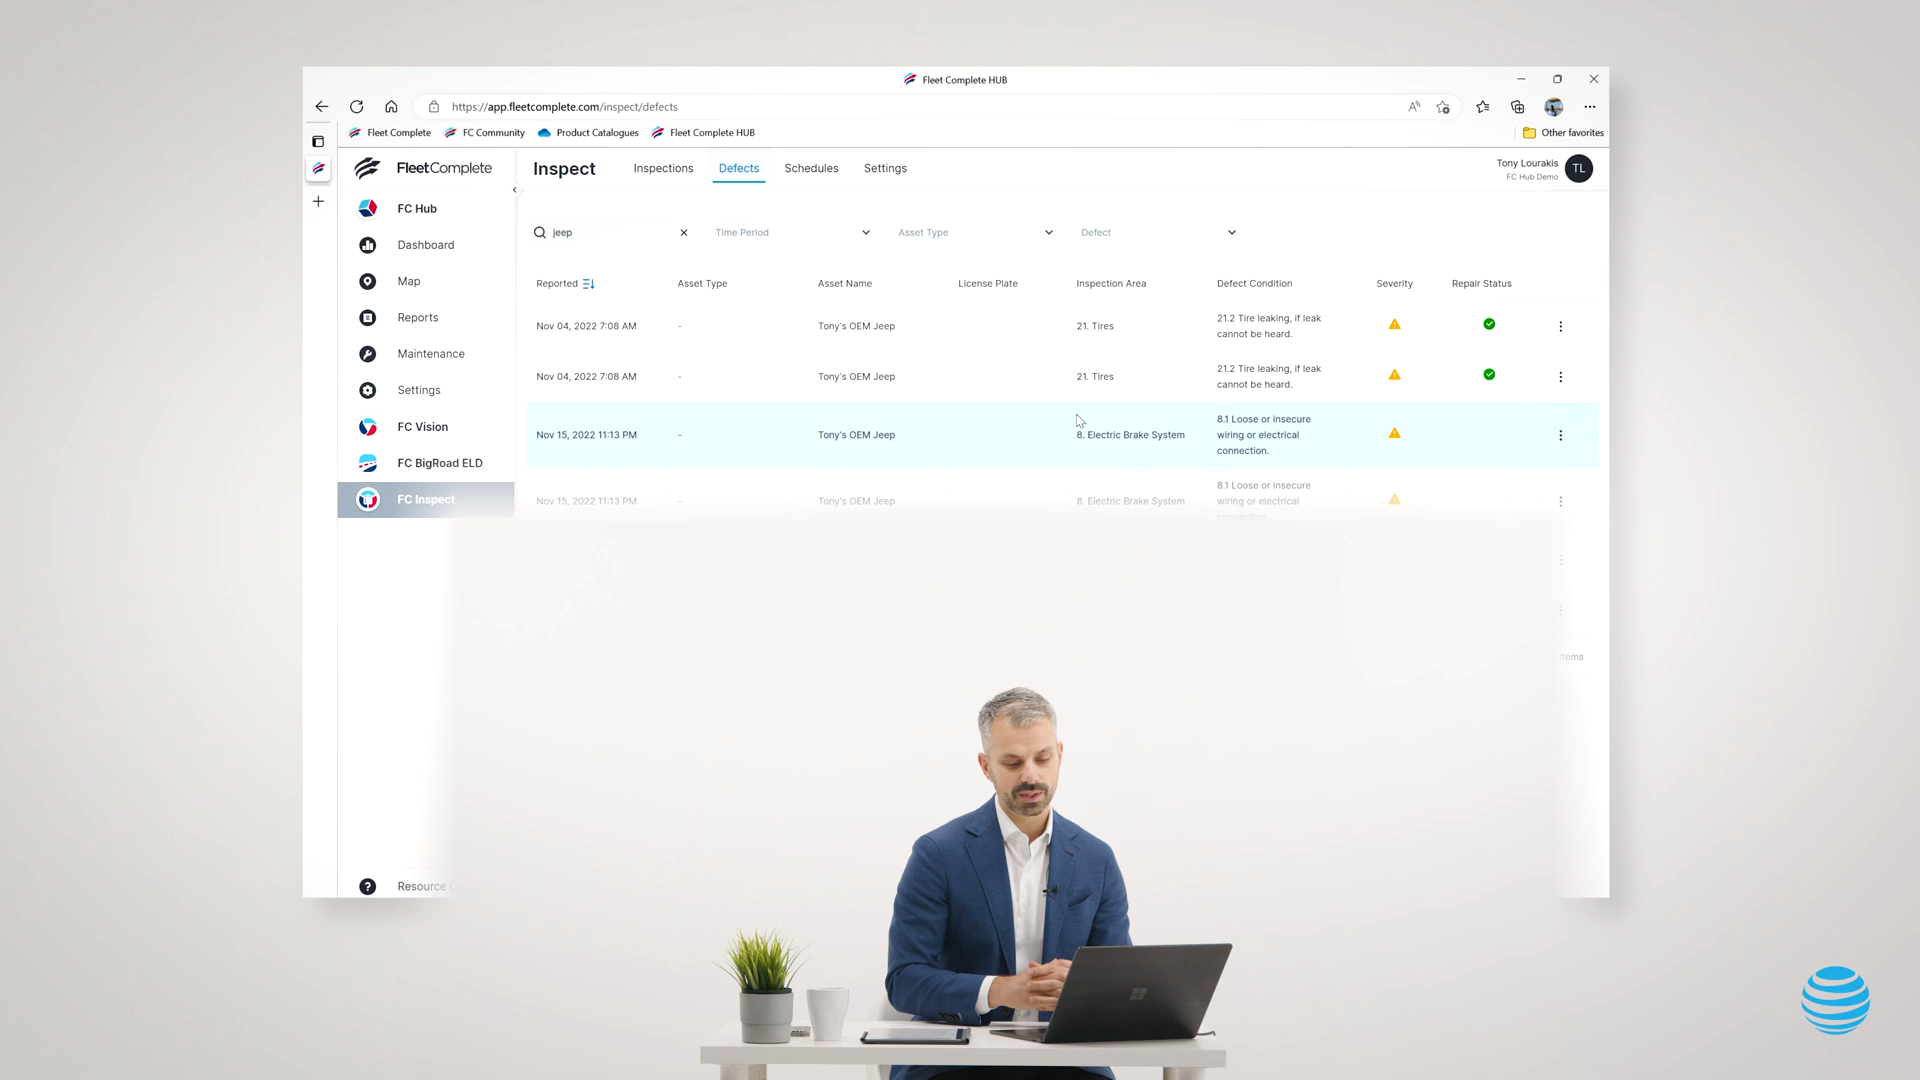 Fleet Complete HUB
https://app.fleetcomplete.com/inspect/defects
Fleet Complete FC Community Product Catalogues Fleet Complete HUB Other favorites
FleetComplete
Inspect Inspections Defects Schedules Settings
Tony Lourakis
FC Hub Demo
TL
FC Hub
Dashboard
Map
Reports
Maintenance
Settings
FC Vision
FC BigRoad ELD
FC Inspect
jeep Time Period Asset Type Defect
Reported Asset Type Asset Name License Plate Inspection Area Defect Condition Severity Repair Status
Nov 04, 2022 7:08 AM - Tony's OEM Jeep 21. Tires 21.2 Tire leaking, if leak
cannot be heard.
Nov 04, 2022 7:08 AM - Tony's OEM Jeep 21. Tires 21.2 Tire leaking, if leak
cannot be heard.
Nov 15, 2022 11:13 PM - Tony's OEM Jeep 8. Electric Brake System 8.1 Loose or insecure
wiring or electrical
connection.
Nov 15, 2022 11:13 PM - Tony's OEM Jeep 8. Electric Brake System 8.1 Loose or insecure
wiring or electrical
connection.
items
Resource